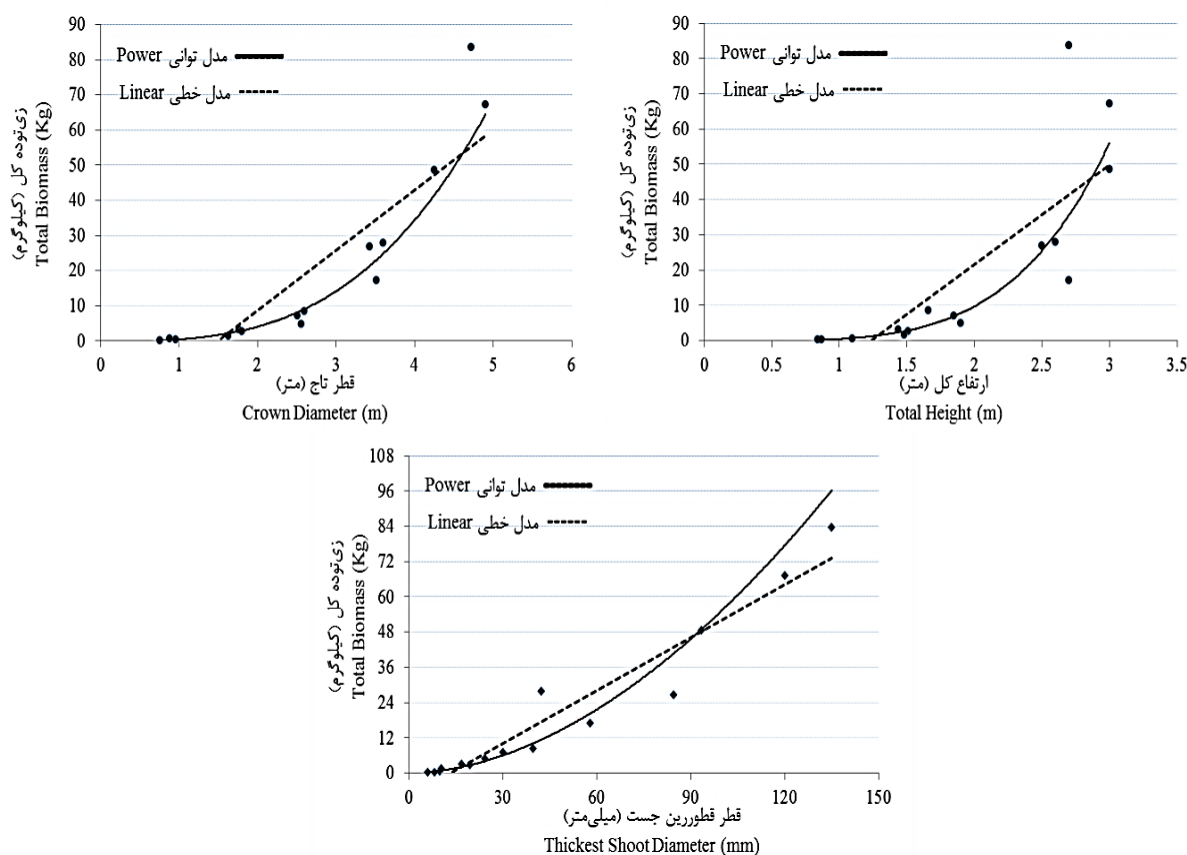 90
80
70
60
50
40
30
20
10
0
زی‌توده کل (کیلوگرم)
Total Biomass (Kg)
مدل توانی Power
مدل خطی Linear
0 1 2 3 4 5 6
قطر تاج (متر)
Crown Diameter (m)
90
80
70
60
50
40
30
20
10
0
زی‌توده کل (کیلوگرم)
Total Biomass (Kg)
مدل توانی Power
مدل خطی Linear
0 0.5 1 1.5 2 2.5 3 3.5
ارتفاع کل (متر)
Total Height (m)
108
96
84
72
60
48
36
24
12
0
زی‌توده کل (کیلوگرم)
Total Biomass (Kg)
مدل توانی Power
مدل خطی Linear
0 30 60 90 120 150
قطر قطوررین جست (میلی‌متر)
Thickest Shoot Diameter (mm)